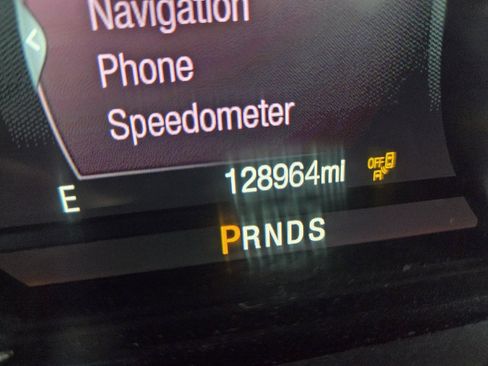 Navigation
Phone
Speedometer
128964mi OFF
E
PRNDS